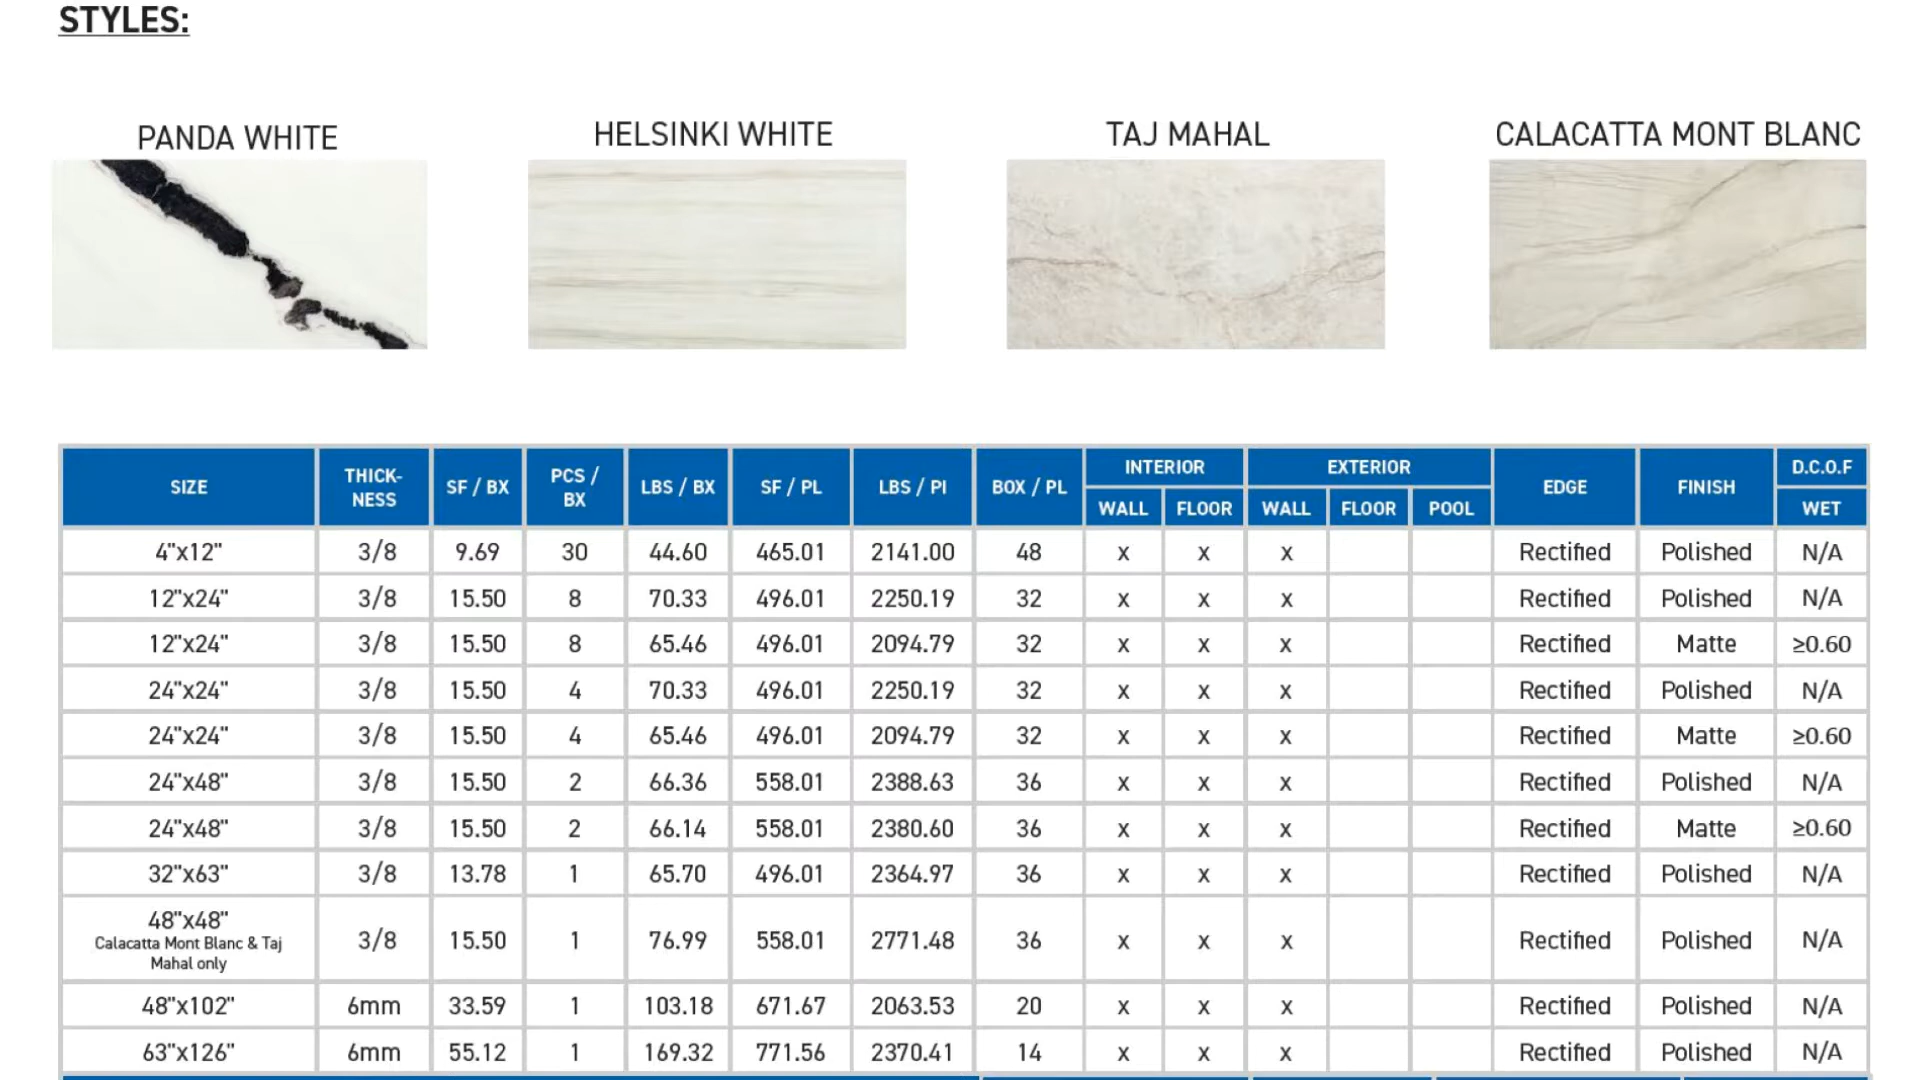 STYLES:
PANDA WHITE
HELSINKI WHITE
TAJ MAHAL
CALACATTA MONT BLANC
SIZE THICK-NESS SF / BX PCS / BX LBS / BX SF / PL LBS / Pl BOX / PL INTERIOR EXTERIOR EDGE FINISH D.C.O.F
WALL FLOOR WALL FLOOR POOL WET
4"x12" 3/8 9.69 30 44.60 465.01 2141.00 48 x x x Rectified Polished N/A
12"x24" 3/8 15.50 8 70.33 496.01 2250.19 32 x x x Rectified Polished N/A
12"x24" 3/8 15.50 8 65.46 496.01 2094.79 32 x x x Rectified Matte ≥0.60
24"x24" 3/8 15.50 4 70.33 496.01 2250.19 32 x x x Rectified Polished N/A
24"x24" 3/8 15.50 4 65.46 496.01 2094.79 32 x x x Rectified Matte ≥0.60
24"x48" 3/8 15.50 2 66.36 558.01 2388.63 36 x x x Rectified Polished N/A
24"x48" 3/8 15.50 2 66.14 558.01 2380.60 36 x x x Rectified Matte ≥0.60
32"x63" 3/8 13.78 1 65.70 496.01 2364.97 36 x x x Rectified Polished N/A
48"x48"
Calacatta Mont Blanc & Taj
Mahal only
3/8 15.50 1 76.99 558.01 2771.48 36 x x x Rectified Polished N/A
48"x102" 6mm 33.59 1 103.18 671.67 2063.53 20 x x x Rectified Polished N/A
63"x126" 6mm 55.12 1 169.32 771.56 2370.41 14 x x x Rectified Polished N/A